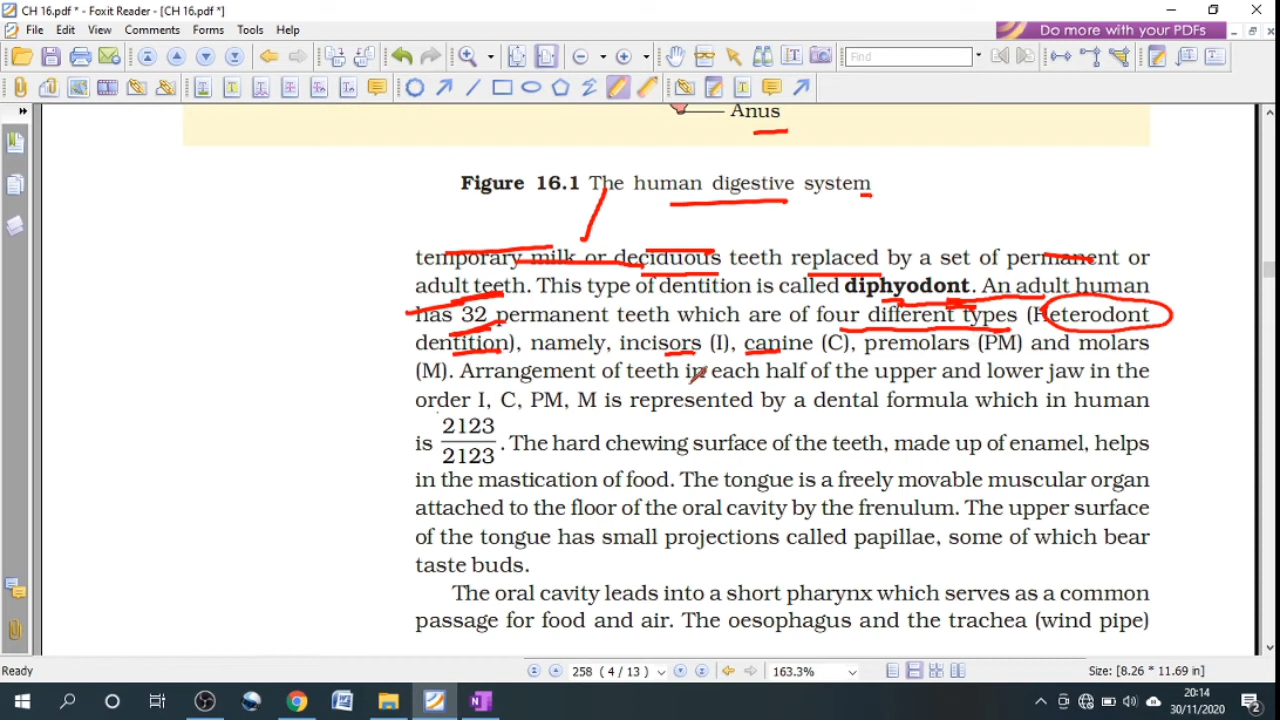 CH 16.pdf * - Foxit Reader - [CH 16.pdf *]
File Edit View Comments Forms Tools Help
Do more with your PDFs
Find
Anus
Figure 16.1 The human digestive system
temporary milk or deciduous teeth replaced by a set of permanent or
adult teeth. This type of dentition is called diphyodont. An adult human
has 32 permanent teeth which are of four different types (Heterodont
dentition), namely, incisors (I), canine (C), premolars (PM) and molars
(M). Arrangement of teeth in each half of the upper and lower jaw in the
order I, C, PM, M is represented by a dental formula which in human
is 2123/2123. The hard chewing surface of the teeth, made up of enamel, helps
in the mastication of food. The tongue is a freely movable muscular organ
attached to the floor of the oral cavity by the frenulum. The upper surface
of the tongue has small projections called papillae, some of which bear
taste buds.
The oral cavity leads into a short pharynx which serves as a common
passage for food and air. The oesophagus and the trachea (wind pipe)
Ready 258 ( 4 / 13 ) 163.3% Size: [8.26 * 11.69 in]
20:14
30/11/2020
2